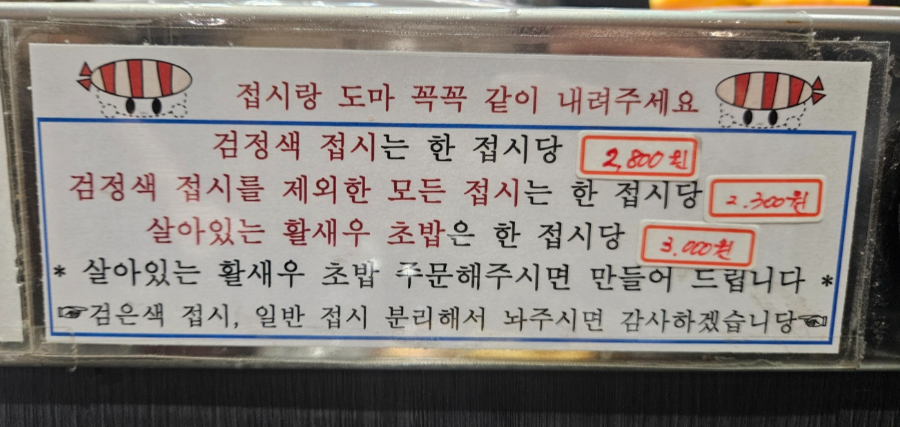 접시랑 도마 꼭꼭 같이 내려주세요
검정색 접시는 한 접시당 2,800원
검정색 접시를 제외한 모든 접시는 한 접시당 2.300원
살아있는 활새우 초밥은 한 접시당 3.000원
* 살아있는 활새우 초밥 주문해주시면 만들어 드립니다 *
☞검은색 접시, 일반 접시 분리해서 놔주시면 감사하겠습니당☜